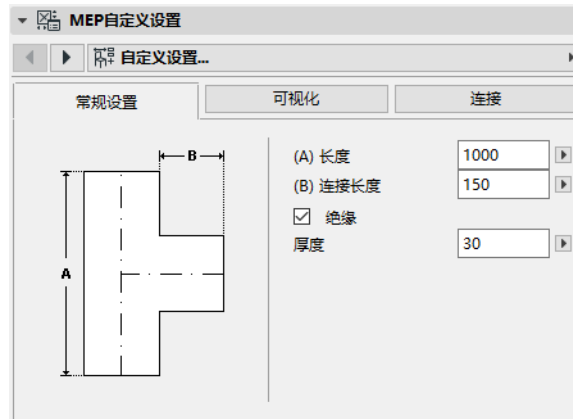 MEP自定义设置
自定义设置...
常规设置
可视化
连接
B
A
(A) 长度
1000
(B) 连接长度
150
绝缘
厚度
30